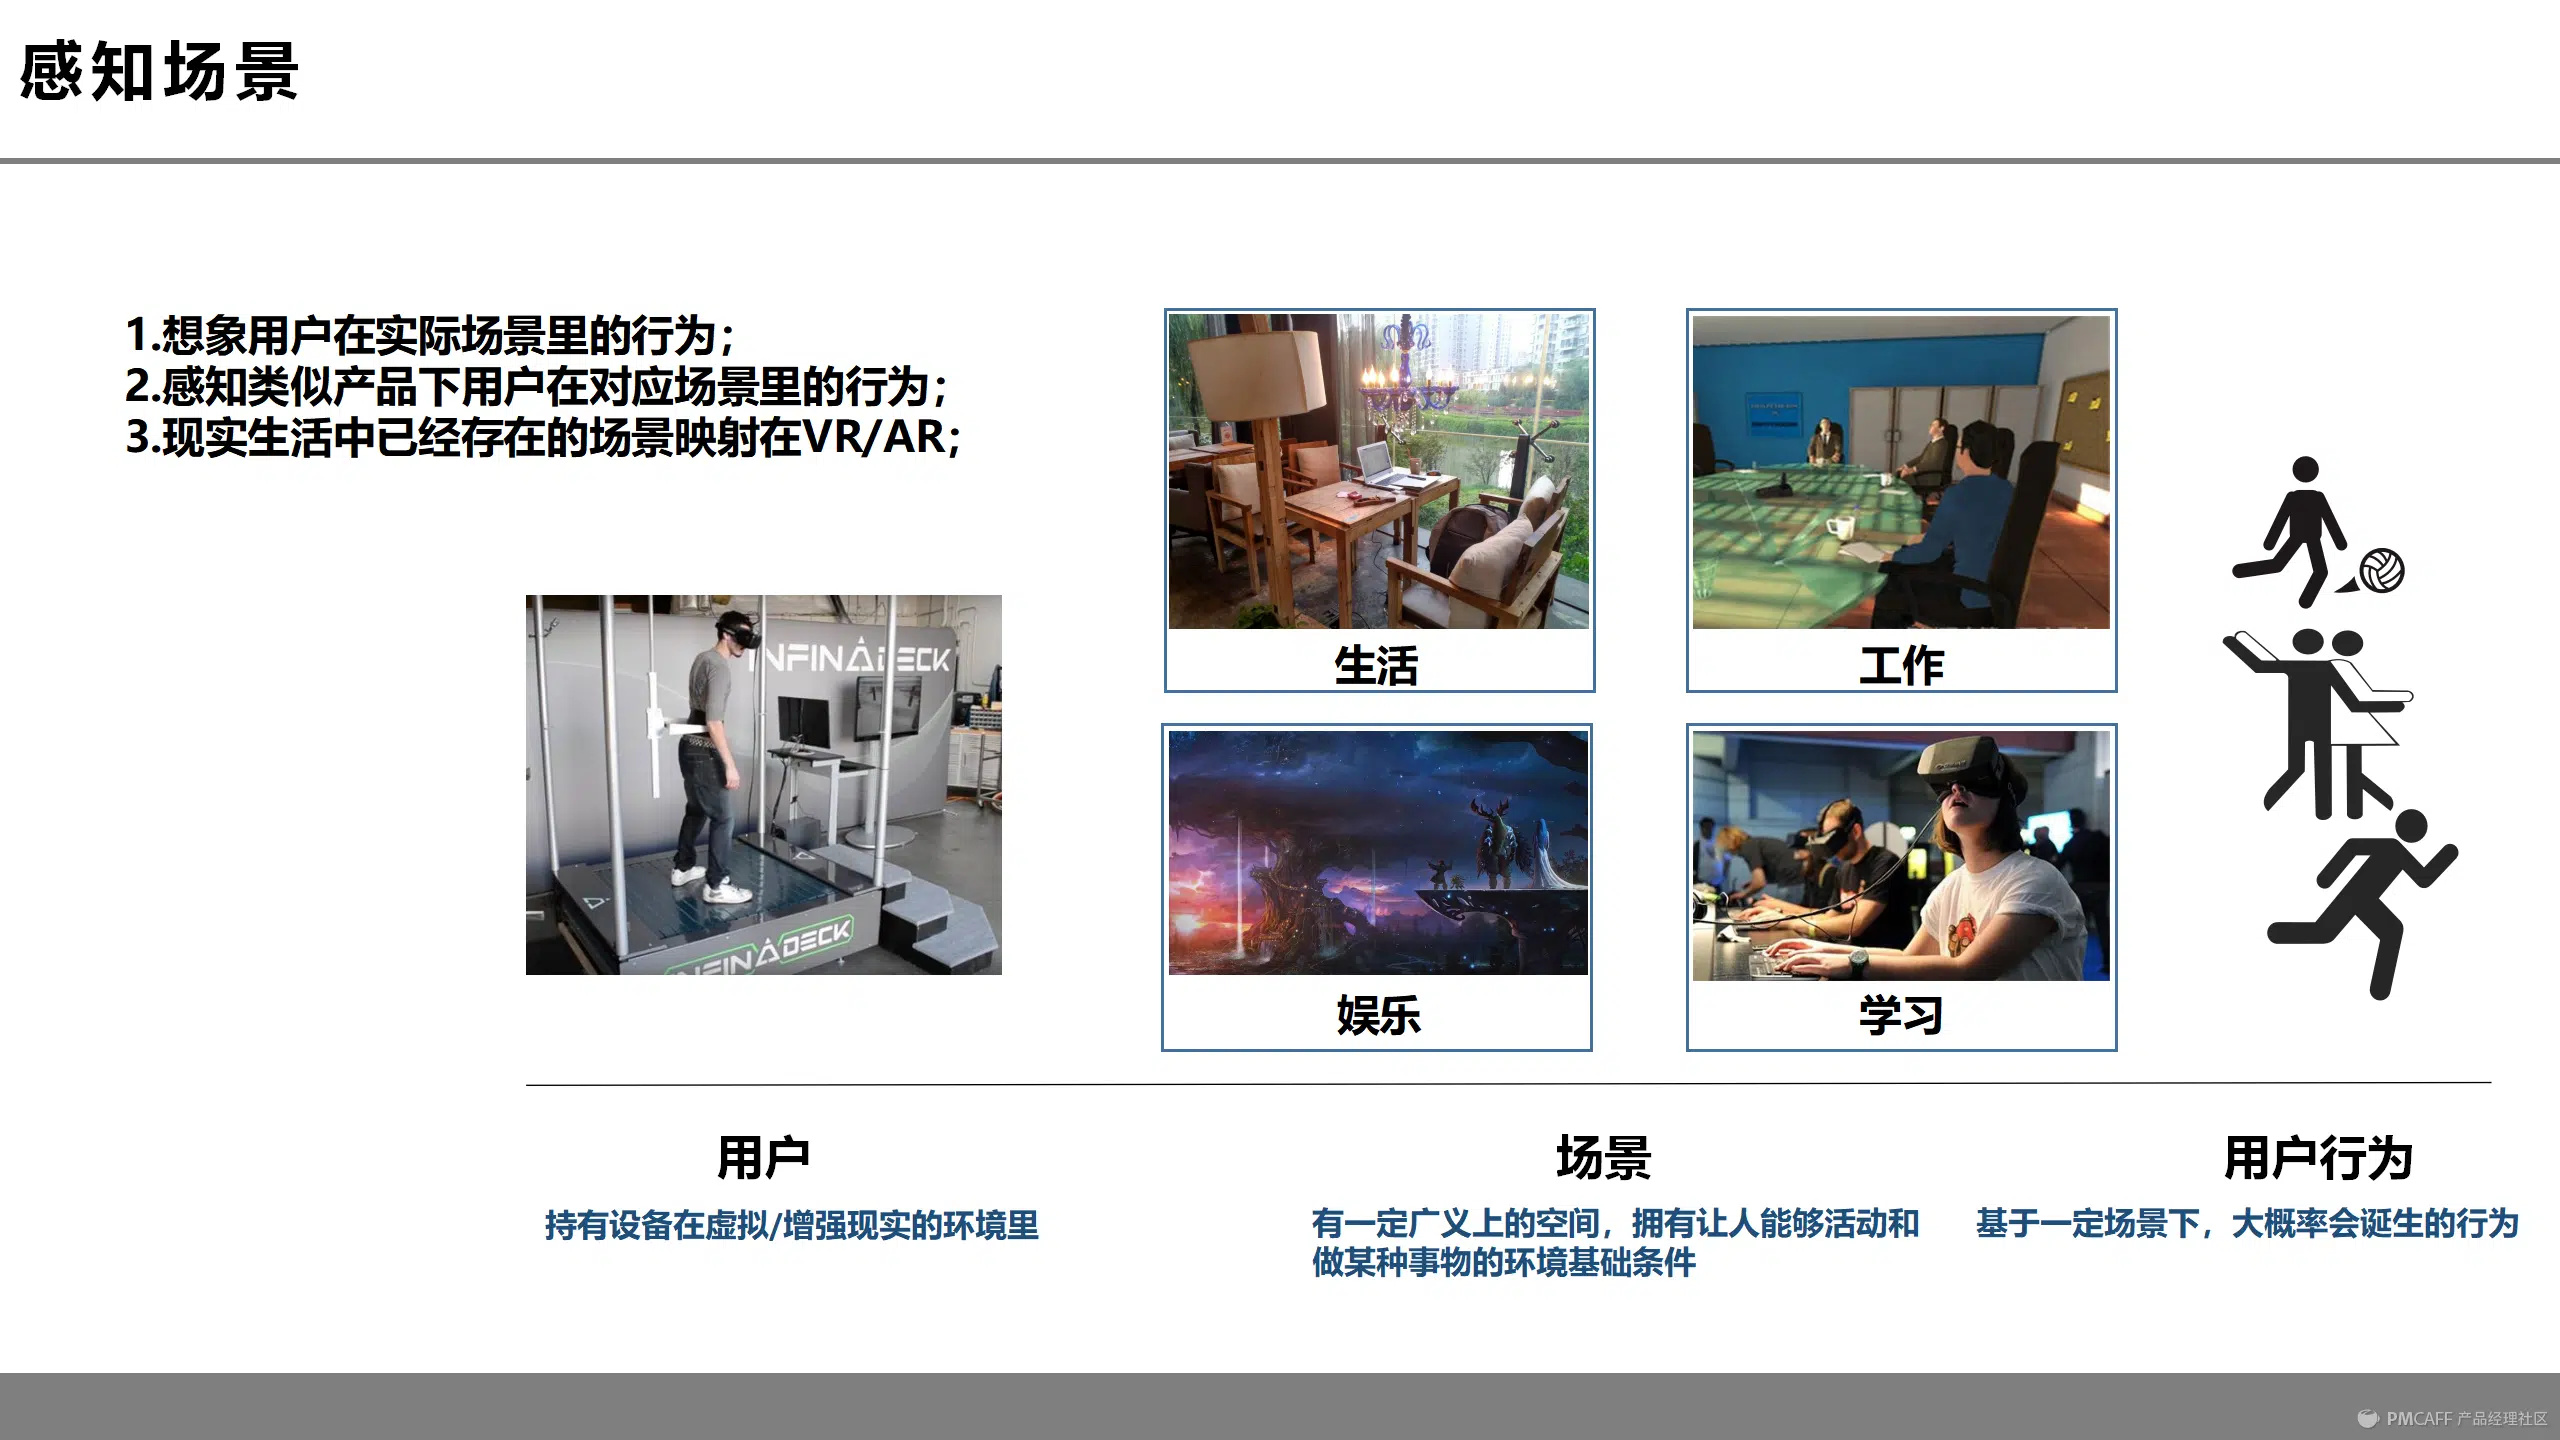 感知场景
1.想象用户在实际场景里的行为；
2.感知类似产品下用户在对应场景里的行为；
3.现实生活中已经存在的场景映射在VR/AR；
INFINADECK
INFINADECK
生活
工作
娱乐
学习
用户
持有设备在虚拟/增强现实的环境里
场景
有一定广义上的空间，拥有让人能够活动和
做某种事物的环境基础条件
用户行为
基于一定场景下，大概率会诞生的行为
PMCAFF 产品经理社区